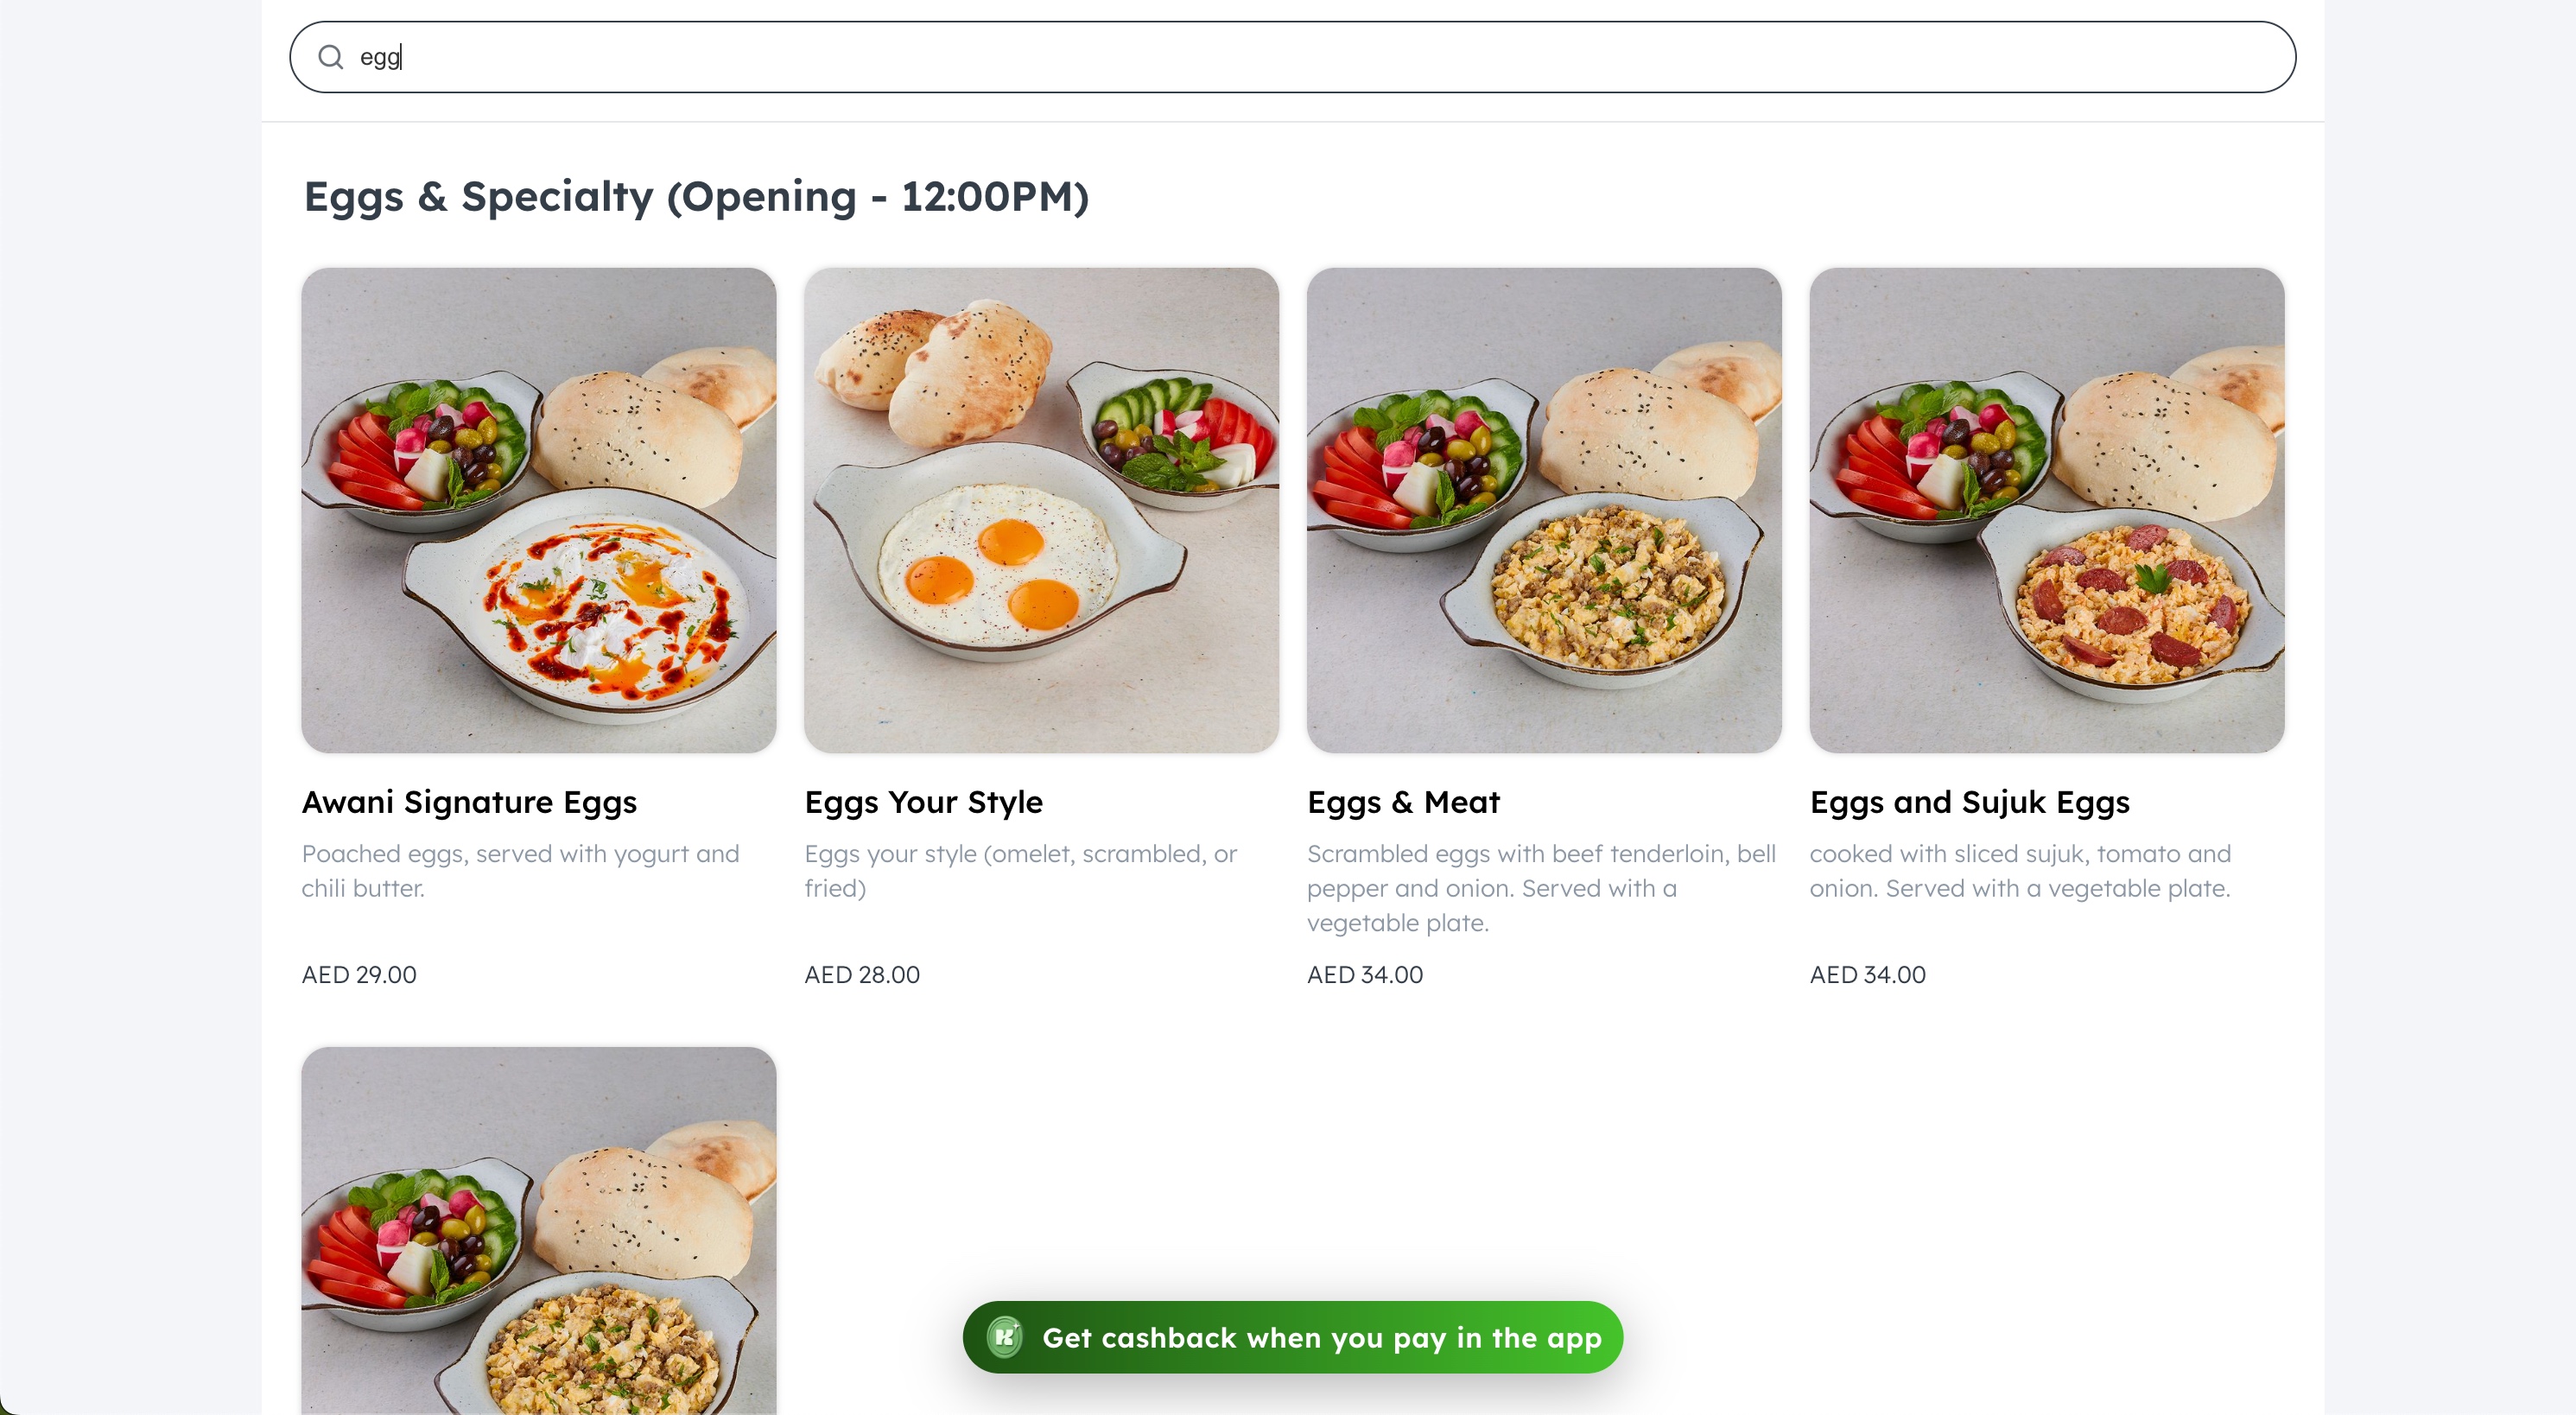 egg
Eggs & Specialty (Opening - 12:00PM)
Awani Signature Eggs
Poached eggs, served with yogurt and
chili butter.
AED 29.00
Eggs Your Style
Eggs your style (omelet, scrambled, or
fried)
AED 28.00
Eggs & Meat
Scrambled eggs with beef tenderloin, bell
pepper and onion. Served with a
vegetable plate.
AED 34.00
Eggs and Sujuk Eggs
cooked with sliced sujuk, tomato and
onion. Served with a vegetable plate.
AED 34.00
Get cashback when you pay in the app